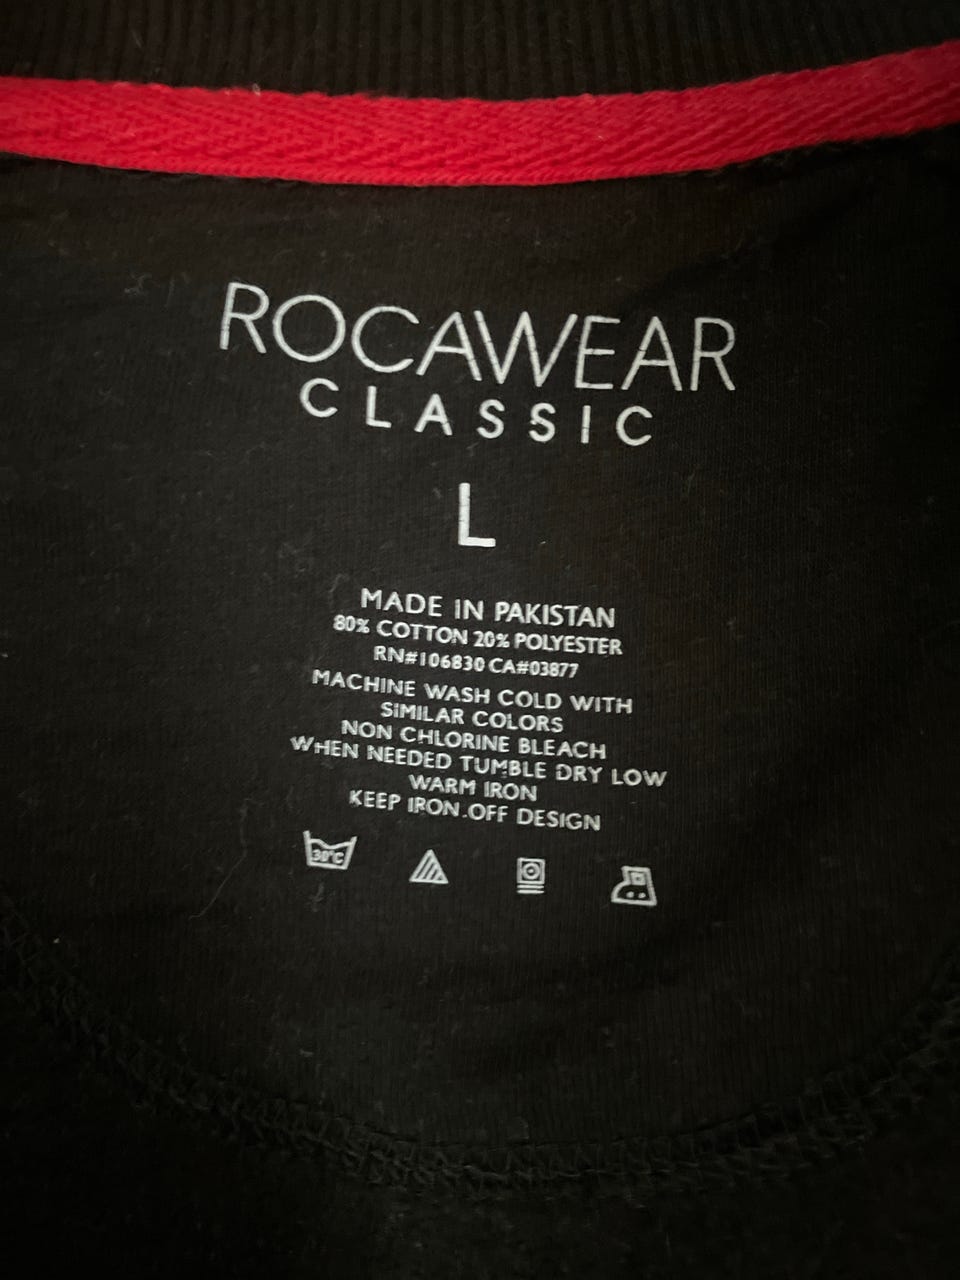 ROCAWEAR
CLASSIC
L
MADE IN PAKISTAN
80% COTTON 20% POLYESTER
RN#106830 CA#03877
MACHINE WASH COLD WITH
SIMILAR COLORS
NON CHLORINE BLEACH
WHEN NEEDED TUMBLE DRY LOW
WARM IRON
KEEP IRON OFF DESIGN
30°C